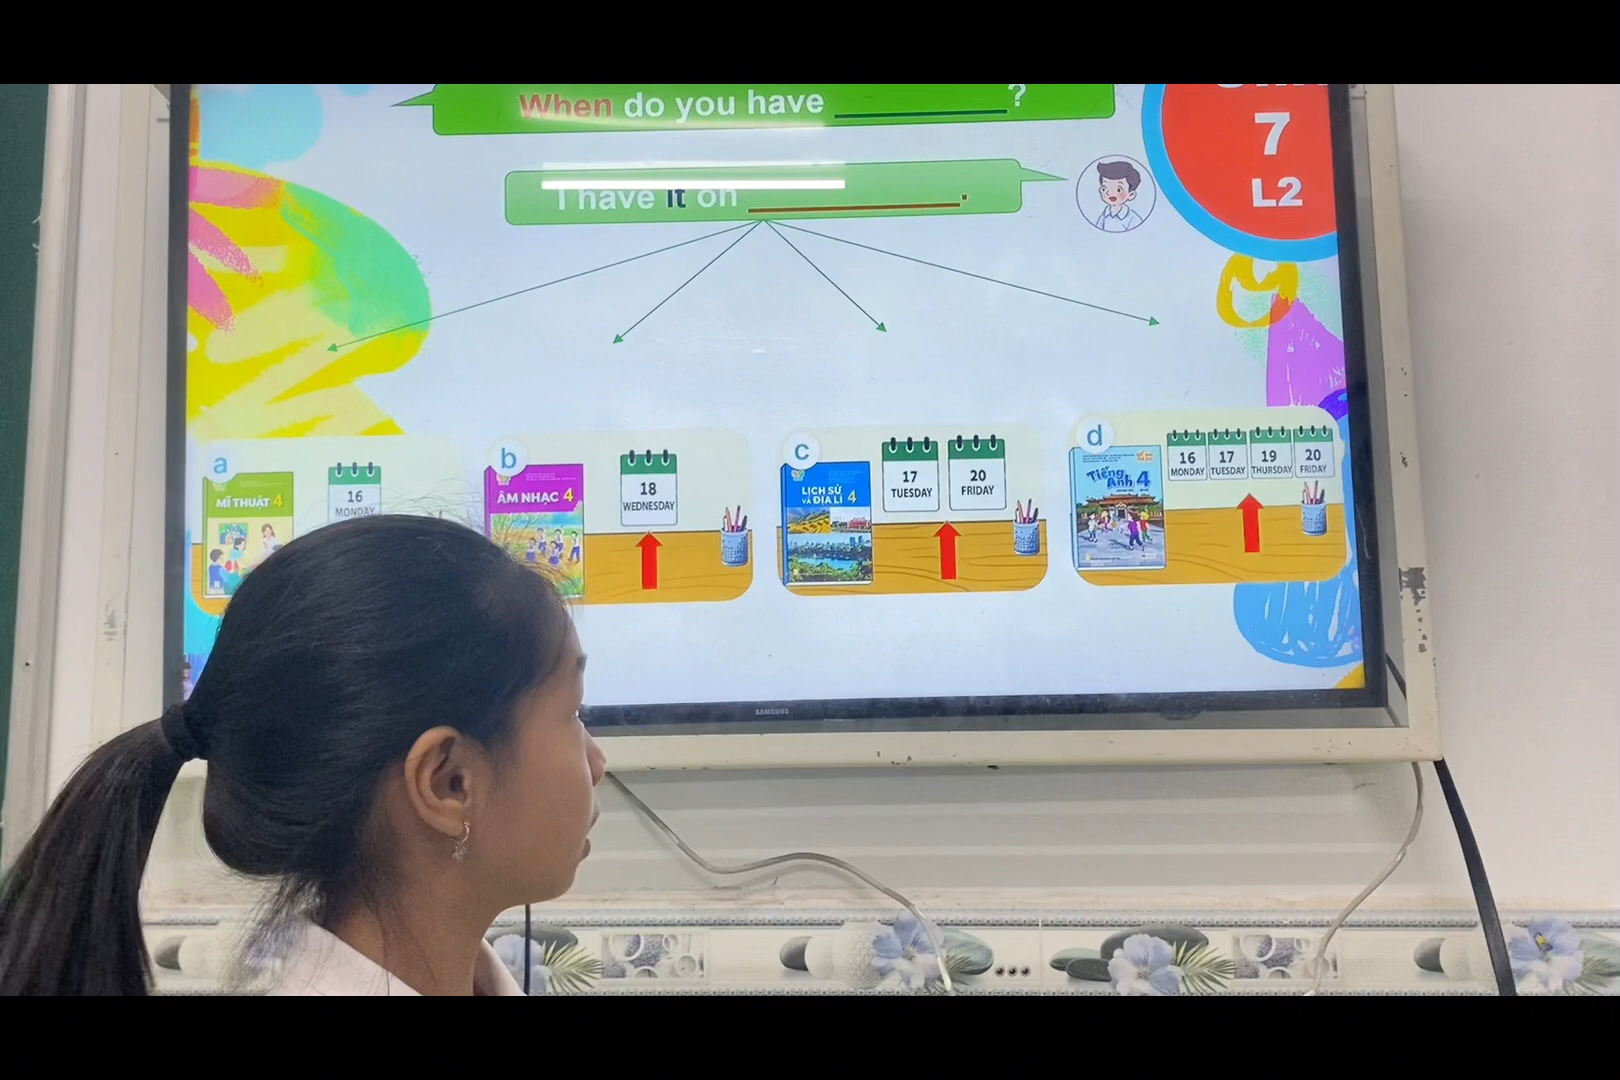 When do you have ____________?
7
I have it on ________________.
L2
a
MĨ THUẬT 4
16
MONDAY
b
ÂM NHẠC 4
18
WEDNESDAY
c
LỊCH SỬ
VÀ ĐỊA LÍ 4
17
TUESDAY
20
FRIDAY
d
Tiếng
Anh 4
16
MONDAY
17
TUESDAY
19
THURSDAY
20
FRIDAY
SAMSUNG